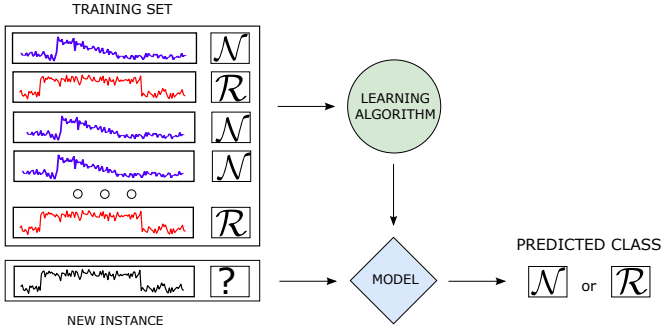 TRAINING SET
𝒩
ℛ
𝒩
𝒩
ℛ
LEARNING
ALGORITHM
MODEL
PREDICTED CLASS
𝒩 or ℛ
?
NEW INSTANCE